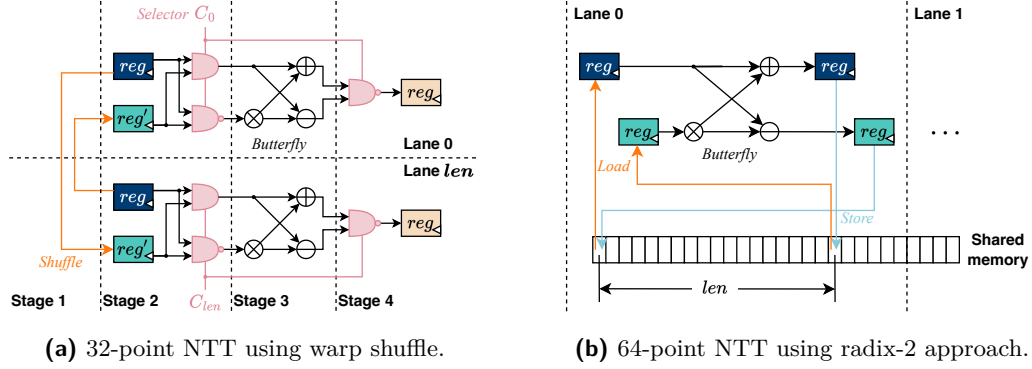 Selector C₀
reg
reg′
reg
Butterfly
Lane 0
Lane len
reg
reg′
reg
Shuffle
Stage 1
Stage 2
C_len
Stage 3
Stage 4
(a) 32-point NTT using warp shuffle.
Lane 0
Lane 1
reg
reg
reg
reg
Butterfly
...
Load
Store
Shared
memory
len
(b) 64-point NTT using radix-2 approach.